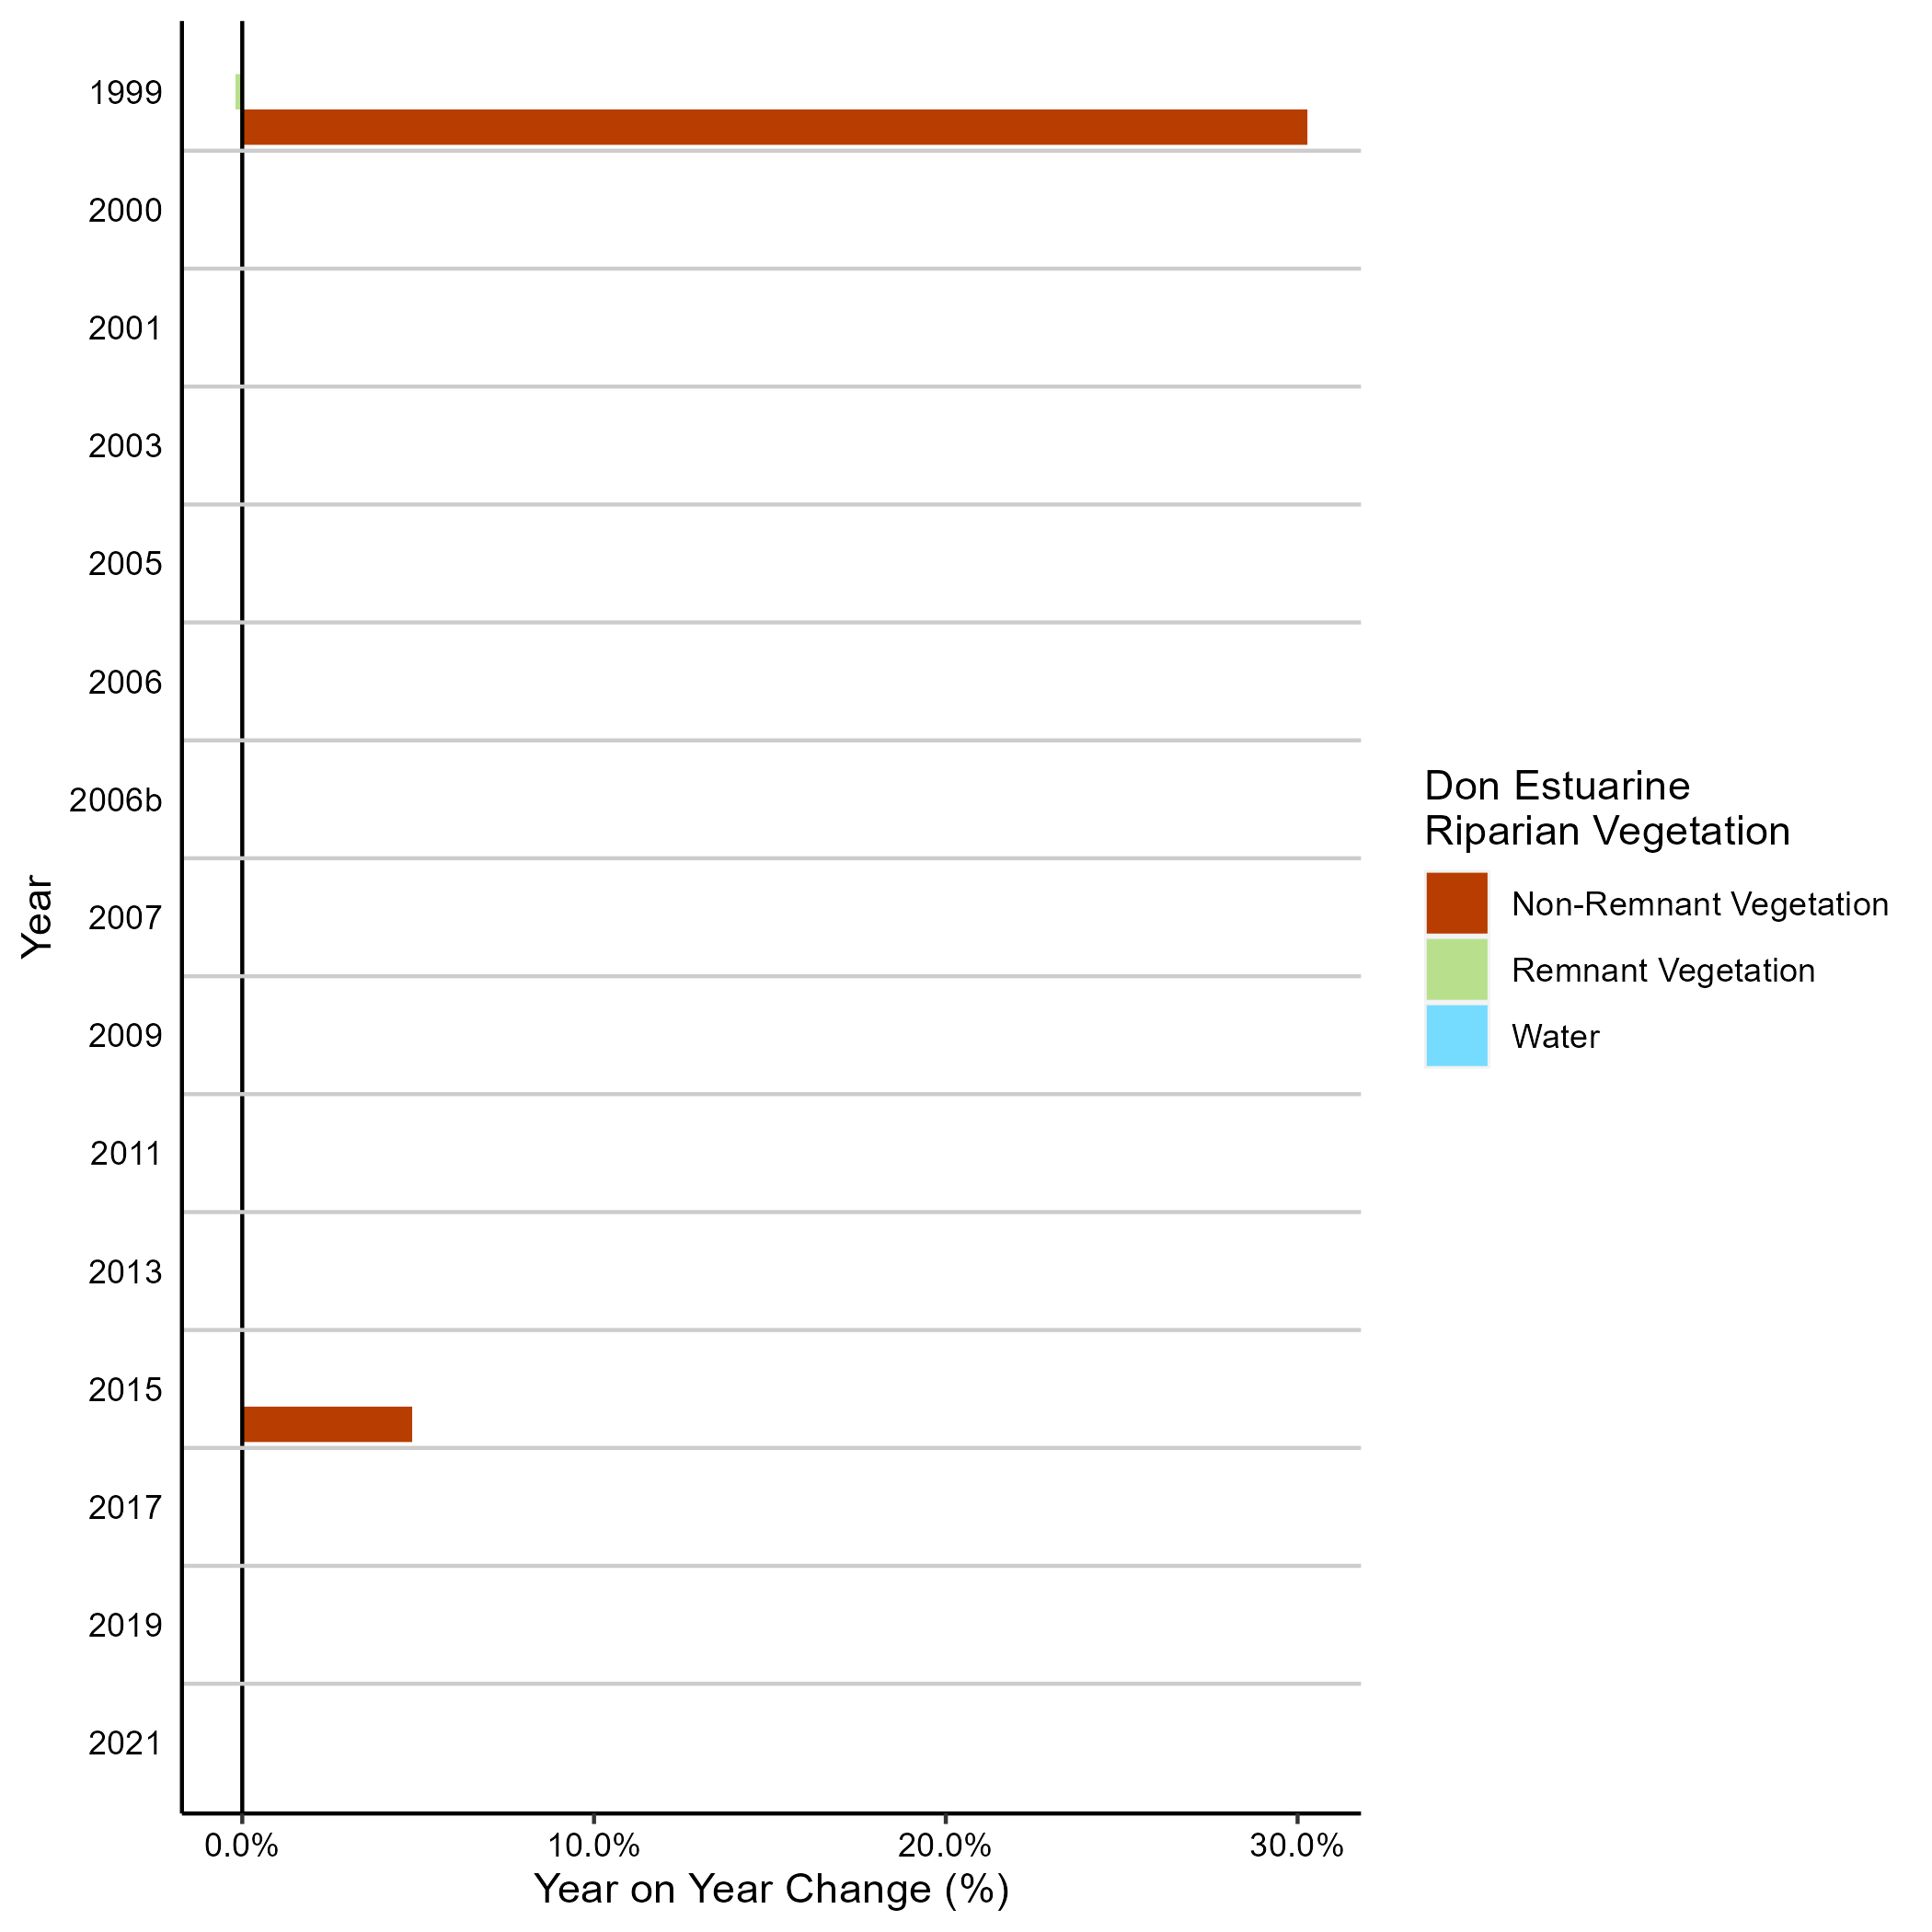 1999
2000
2001
2003
2005
2006
2006b
2007
2009
2011
2013
2015
2017
2019
2021
Year
0.0%
10.0%
20.0%
30.0%
Year on Year Change (%)
Don Estuarine
Riparian Vegetation
Non-Remnant Vegetation
Remnant Vegetation
Water